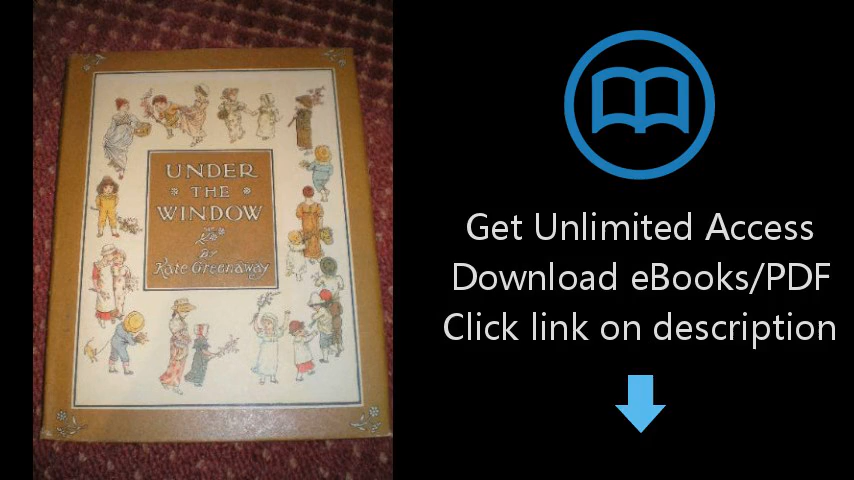 UNDER
THE
WINDOW
BY
Kate Greenaway
Get Unlimited Access
Download eBooks/PDF
Click link on description